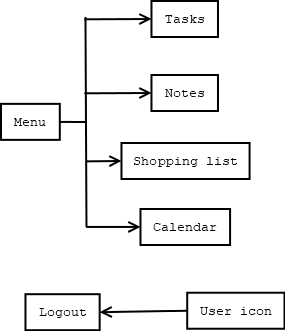 Tasks
Notes
Menu
Shopping list
Calendar
Logout
User icon